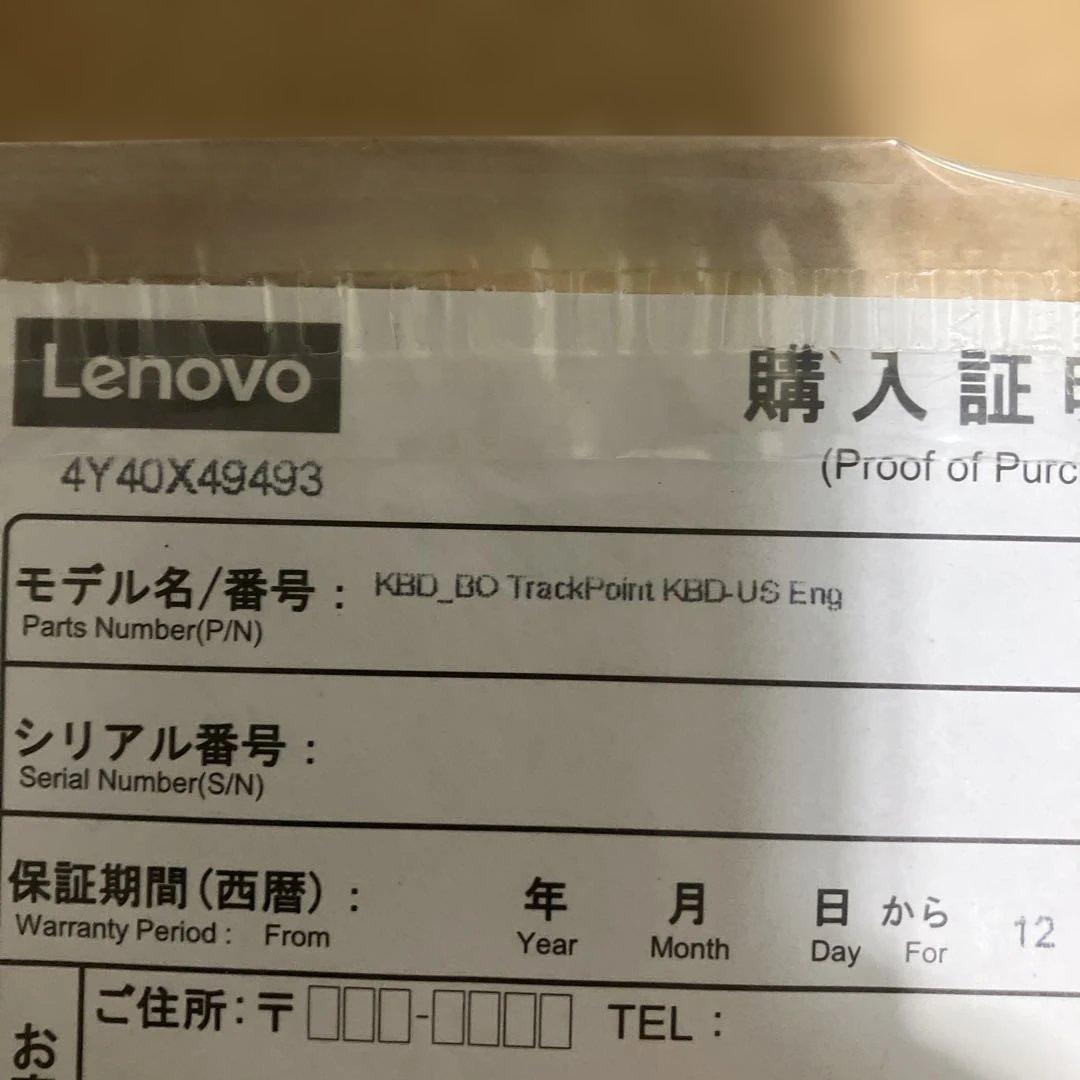 Lenovo
購入証
(Proof of Purc
4Y40X49493
モデル名/番号： KBD_BO TrackPoint KBD-US Eng
Parts Number(P/N)
シリアル番号：
Serial Number(S/N)
保証期間(西暦)： 年 月 日 から 12
Warranty Period : From Year Month Day For
ご住所：〒□□□-□□□□ TEL：
お